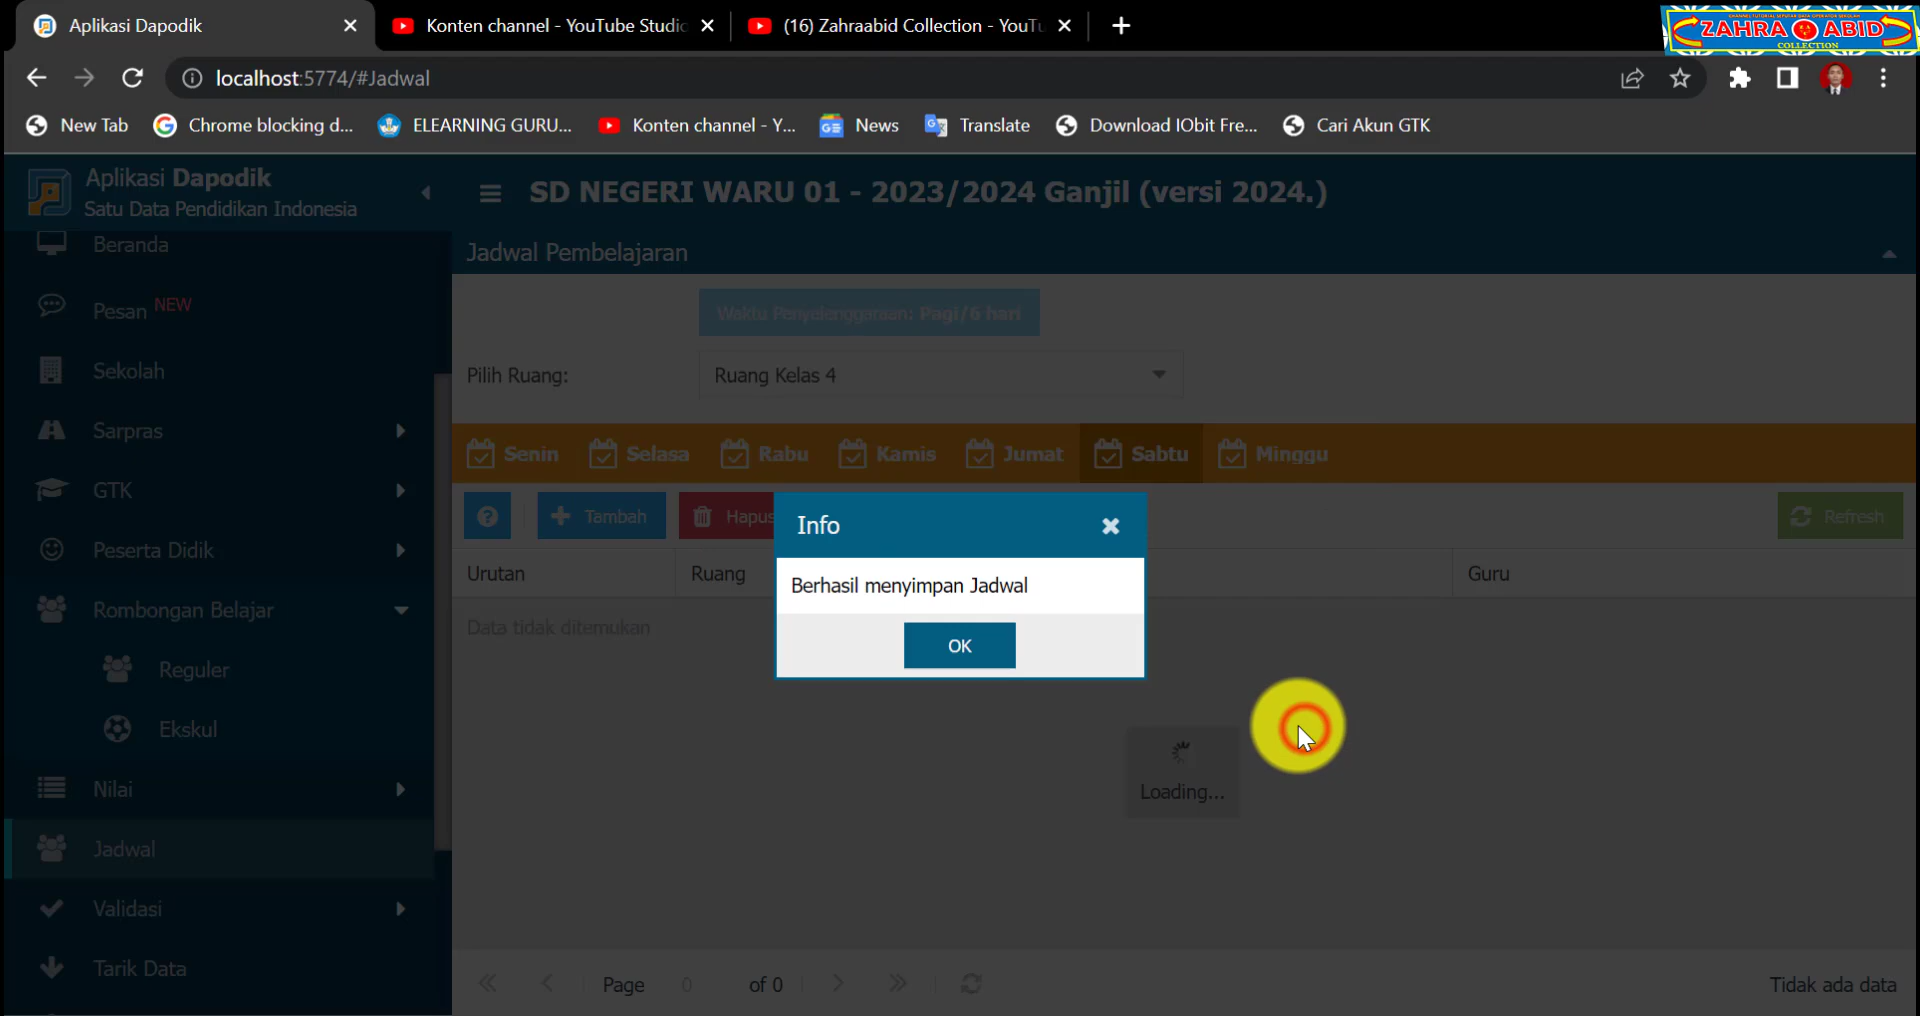 Aplikasi Dapodik
Konten channel - YouTube Studio
(16) Zahraabid Collection - YouTu
ZAHRA ABID
COLLECTION
localhost:5774/#Jadwal
New Tab
Chrome blocking d...
ELEARNING GURU...
Konten channel - Y...
News
Translate
Download IObit Fre...
Cari Akun GTK
Aplikasi Dapodik
Satu Data Pendidikan Indonesia
SD NEGERI WARU 01 - 2023/2024 Ganjil (versi 2024.)
Beranda
Pesan NEW
Sekolah
Sarpras
GTK
Peserta Didik
Rombongan Belajar
Reguler
Ekskul
Nilai
Jadwal
Validasi
Tarik Data
Jadwal Pembelajaran
Waktu Penyelenggaraan: Pagi/6 hari
Pilih Ruang:
Ruang Kelas 4
Senin Selasa Rabu Kamis Jumat Sabtu Minggu
Tambah
Hapus
Refresh
Urutan Ruang Guru
Data tidak ditemukan
Info
Berhasil menyimpan Jadwal
OK
Loading...
Page 0 of 0
Tidak ada data